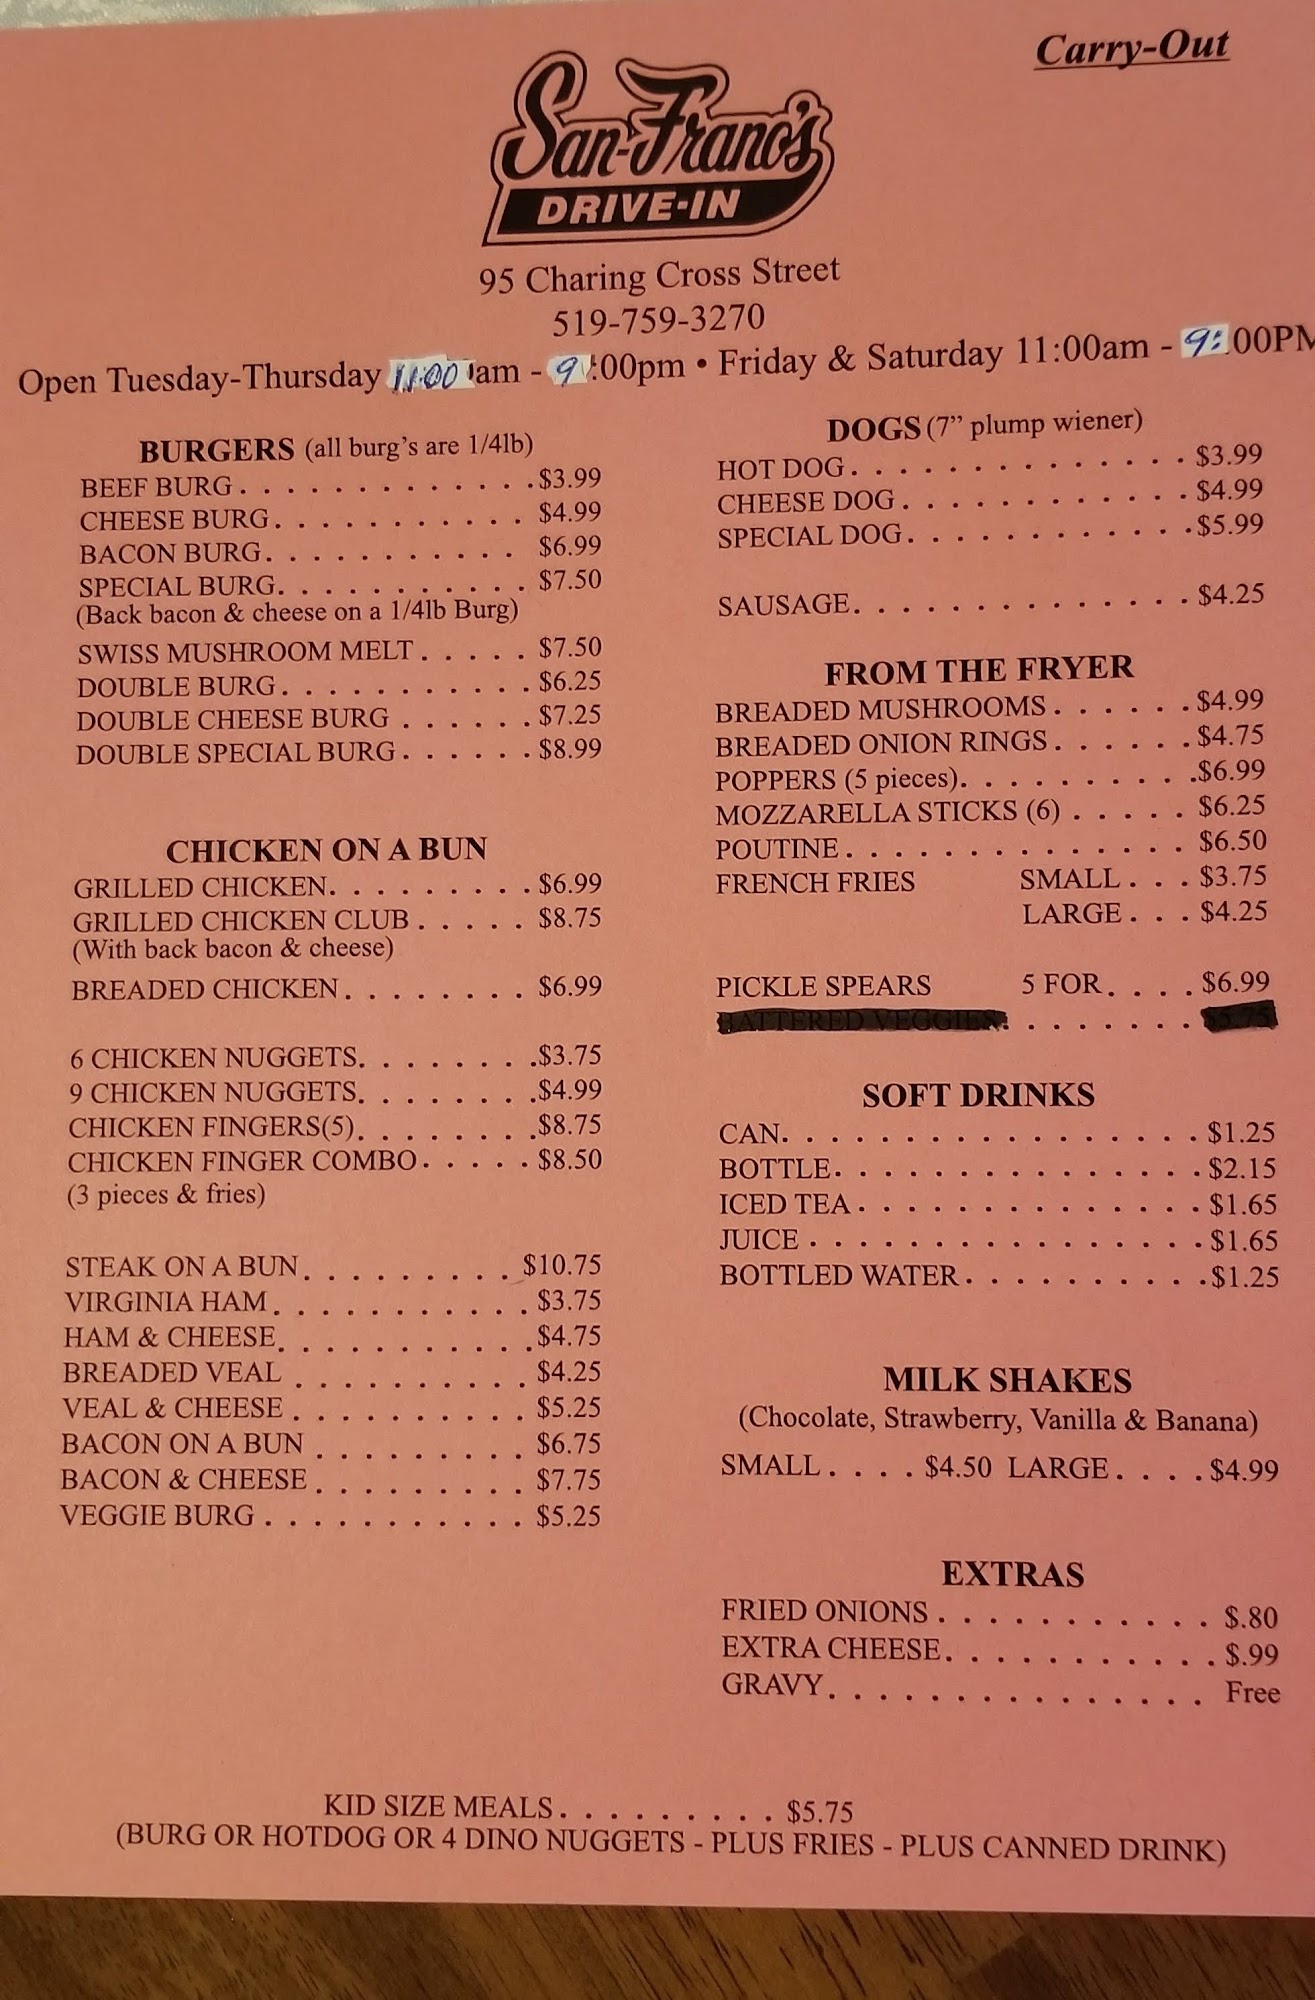 Carry-Out
San-Franc's
DRIVE-IN
95 Charing Cross Street
519-759-3270
Open Tuesday-Thursday 11:00 am - 9:00pm • Friday & Saturday 11:00am - 9:00PM
BURGERS (all burg's are 1/4lb)
BEEF BURG. . . . . . . . . . . . . $3.99
CHEESE BURG. . . . . . . . . . . $4.99
BACON BURG. . . . . . . . . . . $6.99
SPECIAL BURG. . . . . . . . . . . $7.50
(Back bacon & cheese on a 1/4lb Burg)
SWISS MUSHROOM MELT . . . . . $7.50
DOUBLE BURG. . . . . . . . . . . $6.25
DOUBLE CHEESE BURG . . . . . . $7.25
DOUBLE SPECIAL BURG. . . . . . $8.99
CHICKEN ON A BUN
GRILLED CHICKEN. . . . . . . . . $6.99
GRILLED CHICKEN CLUB . . . . . $8.75
(With back bacon & cheese)
BREADED CHICKEN. . . . . . . . $6.99
6 CHICKEN NUGGETS. . . . . . . .$3.75
9 CHICKEN NUGGETS. . . . . . . .$4.99
CHICKEN FINGERS(5). . . . . . . .$8.75
CHICKEN FINGER COMBO. . . . . $8.50
(3 pieces & fries)
STEAK ON A BUN. . . . . . . . . $10.75
VIRGINIA HAM. . . . . . . . . . . $3.75
HAM & CHEESE. . . . . . . . . . .$4.75
BREADED VEAL . . . . . . . . . . $4.25
VEAL & CHEESE . . . . . . . . . . $5.25
BACON ON A BUN . . . . . . . . . $6.75
BACON & CHEESE. . . . . . . . . $7.75
VEGGIE BURG . . . . . . . . . . . $5.25
DOGS (7” plump wiener)
HOT DOG. . . . . . . . . . . . . . $3.99
CHEESE DOG. . . . . . . . . . . . $4.99
SPECIAL DOG. . . . . . . . . . . . $5.99
SAUSAGE. . . . . . . . . . . . . . $4.25
FROM THE FRYER
BREADED MUSHROOMS . . . . . . $4.99
BREADED ONION RINGS. . . . . . $4.75
POPPERS (5 pieces). . . . . . . . . .$6.99
MOZZARELLA STICKS (6) . . . . . $6.25
POUTINE. . . . . . . . . . . . . . $6.50
FRENCH FRIES SMALL . . . $3.75
LARGE . . . $4.25
PICKLE SPEARS 5 FOR. . . . $6.99
BATTERED VEGGIES. . . . . . . . . $5.75
SOFT DRINKS
CAN. . . . . . . . . . . . . . . . . $1.25
BOTTLE. . . . . . . . . . . . . . . $2.15
ICED TEA. . . . . . . . . . . . . . $1.65
JUICE . . . . . . . . . . . . . . . . $1.65
BOTTLED WATER. . . . . . . . . . $1.25
MILK SHAKES
(Chocolate, Strawberry, Vanilla & Banana)
SMALL . . . . $4.50 LARGE. . . . $4.99
EXTRAS
FRIED ONIONS . . . . . . . . . . . $.80
EXTRA CHEESE. . . . . . . . . . . $.99
GRAVY. . . . . . . . . . . . . . . Free
KID SIZE MEALS. . . . . . . . . $5.75
(BURG OR HOTDOG OR 4 DINO NUGGETS - PLUS FRIES - PLUS CANNED DRINK)